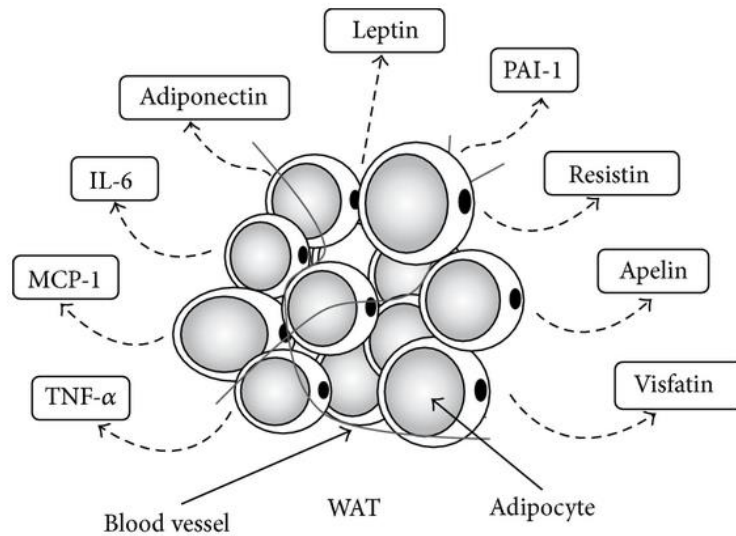 Leptin
PAI-1
Adiponectin
IL-6
Resistin
MCP-1
Apelin
TNF-α
Visfatin
Blood vessel
WAT
Adipocyte